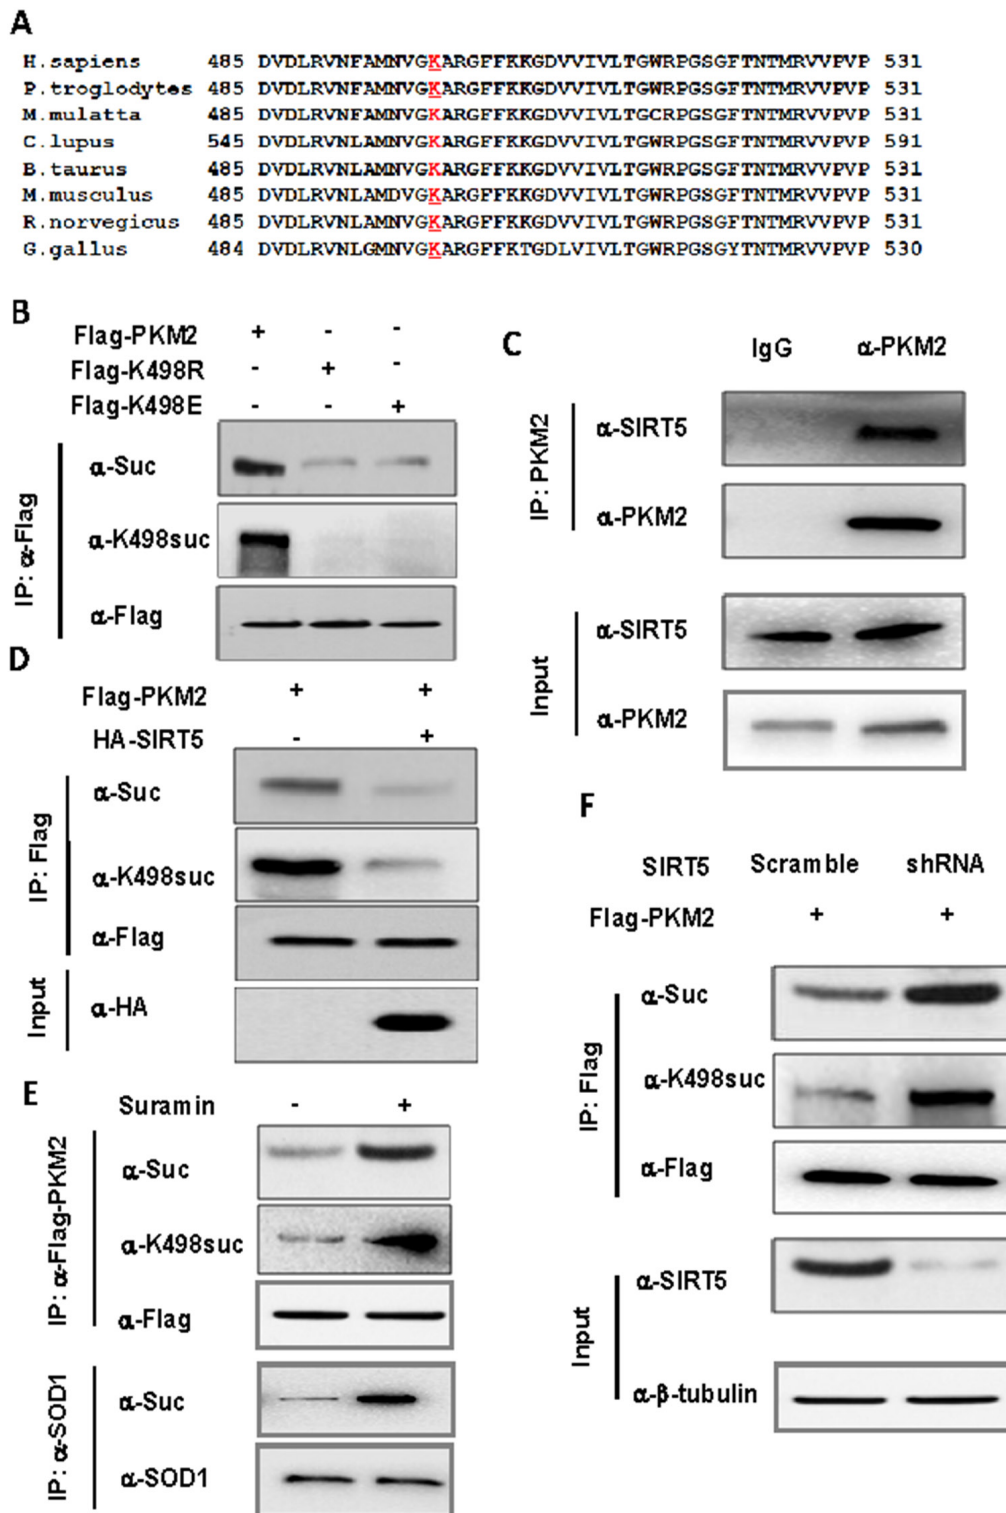 A
H.sapiens 485 DVDLRVNFAMNVGKARGFFKKGDVVIVLTGWRPGSGFTNTMRVVPVP 531
P.troglodytes 485 DVDLRVNFAMNVGKARGFFKKGDVVIVLTGWRPGSGFTNTMRVVPVP 531
M.mulatta 485 DVDLRVNFAMNVGKARGFFKKGDVVIVLTGCRPGSGFTNTMRVVPVP 531
C.lupus 545 DVDLRVNLAMNVGKARGFFKKGDVVIVLTGWRPGSGFTNTMRVVPVP 591
B.taurus 485 DVDLRVNLAMNVGKARGFFKKGDVVIVLTGWRPGSGFTNTMRVVPVP 531
M.musculus 485 DVDLRVNLAMDVGKARGFFKKGDVVIVLTGWRPGSGFTNTMRVVPVP 531
R.norvegicus 485 DVDLRVNLAMNVGKARGFFKKGDVVIVLTGWRPGSGFTNTMRVVPVP 531
G.gallus 484 DVDLRVNLGMNVGKARGFFKTGDLVIVLTGWRPGSGYTNTMRVVPVP 530
B
Flag-PKM2 + - -
Flag-K498R - + -
Flag-K498E - - +
IP: α-Flag
α-Suc
α-K498suc
α-Flag
C
IgG α-PKM2
IP: PKM2
α-SIRT5
α-PKM2
Input
α-SIRT5
α-PKM2
D
Flag-PKM2 + +
HA-SIRT5 - +
IP: Flag
α-Suc
α-K498suc
α-Flag
Input
α-HA
E
Suramin - +
IP: α-Flag-PKM2
α-Suc
α-K498suc
α-Flag
IP: α-SOD1
α-Suc
α-SOD1
F
SIRT5 Scramble shRNA
Flag-PKM2 + +
IP: Flag
α-Suc
α-K498suc
α-Flag
Input
α-SIRT5
α-β-tubulin